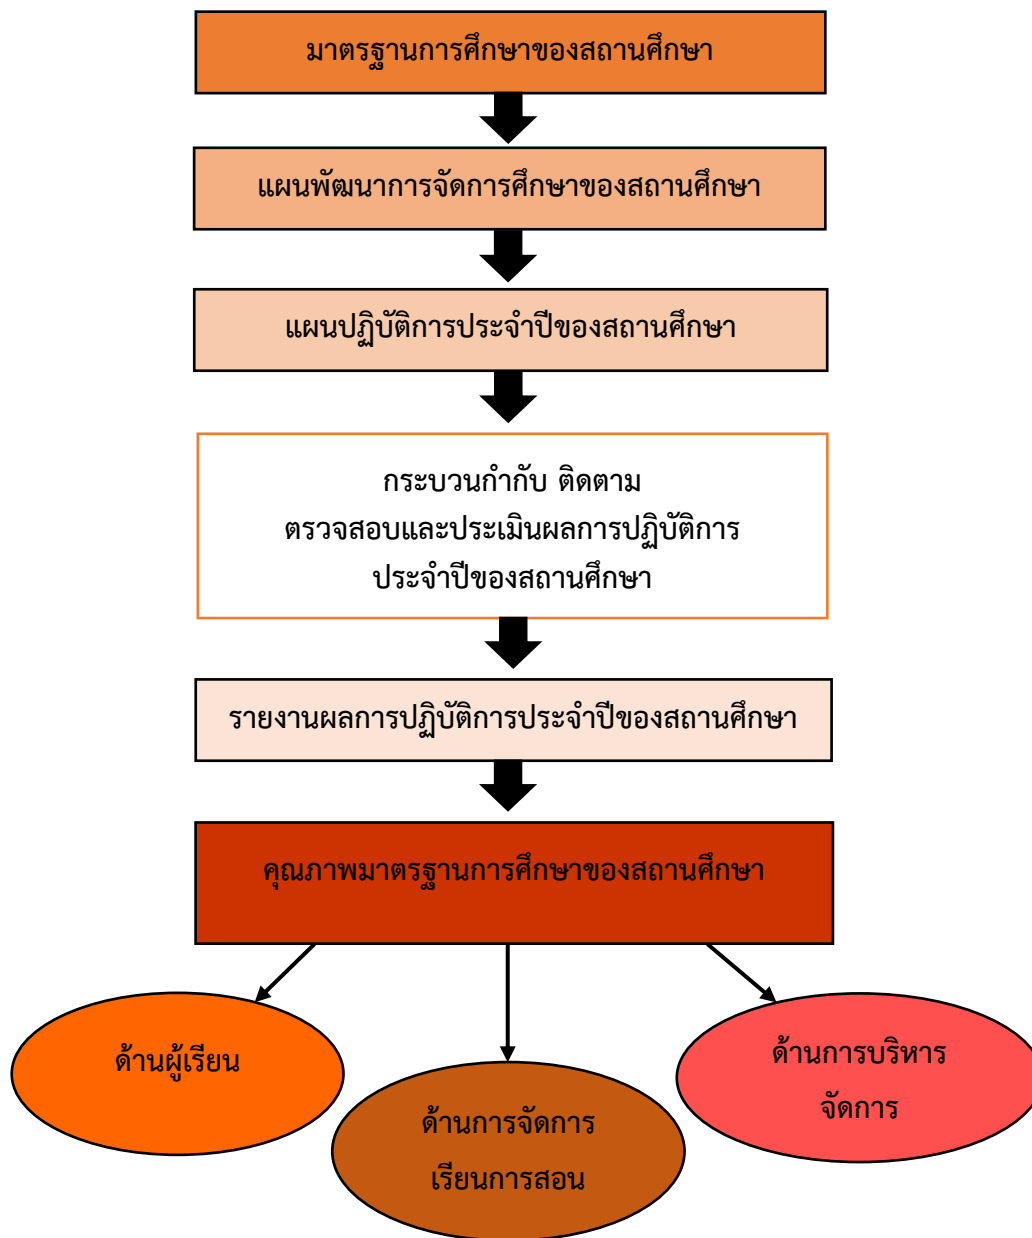 มาตรฐานการศึกษาของสถานศึกษา
แผนพัฒนาการจัดการศึกษาของสถานศึกษา
แผนปฏิบัติการประจำปีของสถานศึกษา
กระบวนกำกับ ติดตาม
ตรวจสอบและประเมินผลการปฏิบัติการ
ประจำปีของสถานศึกษา
รายงานผลการปฏิบัติการประจำปีของสถานศึกษา
คุณภาพมาตรฐานการศึกษาของสถานศึกษา
ด้านผู้เรียน
ด้านการจัดการ
เรียนการสอน
ด้านการบริหาร
จัดการ